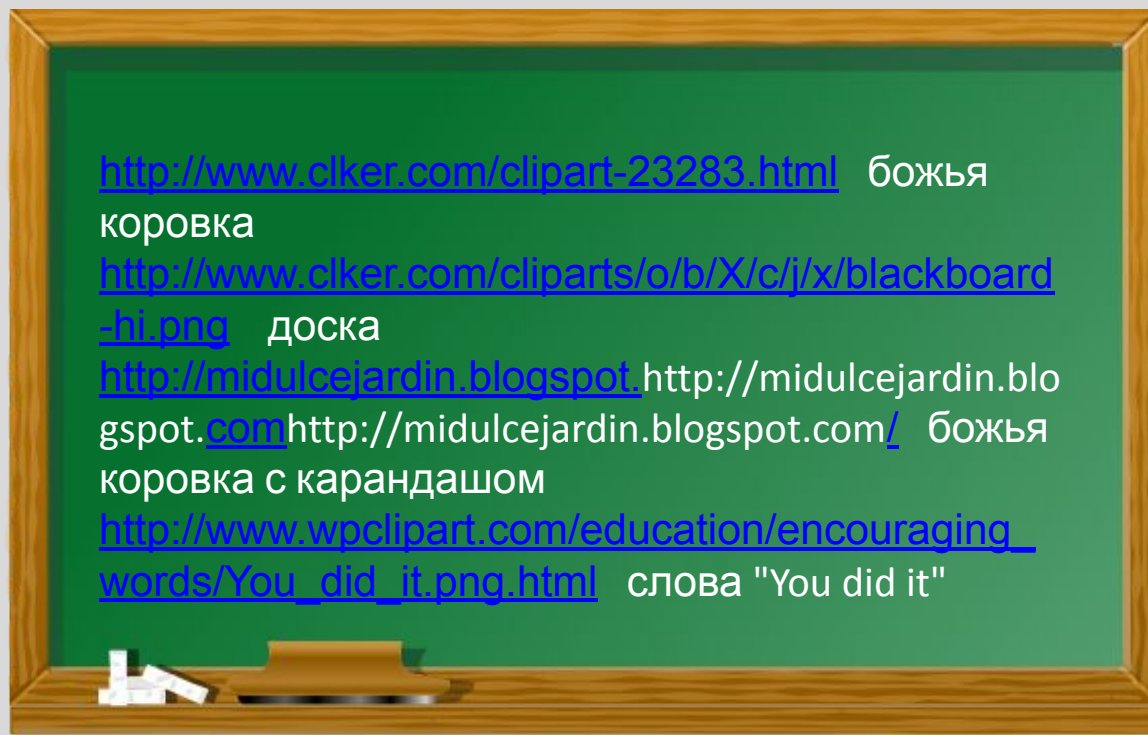 http://www.clker.com/clipart-23283.html божья
коровка
http://www.clker.com/cliparts/o/b/X/c/j/x/blackboard
-hi.png доска
http://midulcejardin.blogspot.http://midulcejardin.blo
gspot.comhttp://midulcejardin.blogspot.com/ божья
коровка с карандашом
http://www.wpclipart.com/education/encouraging_
words/You_did_it.png.html слова "You did it"